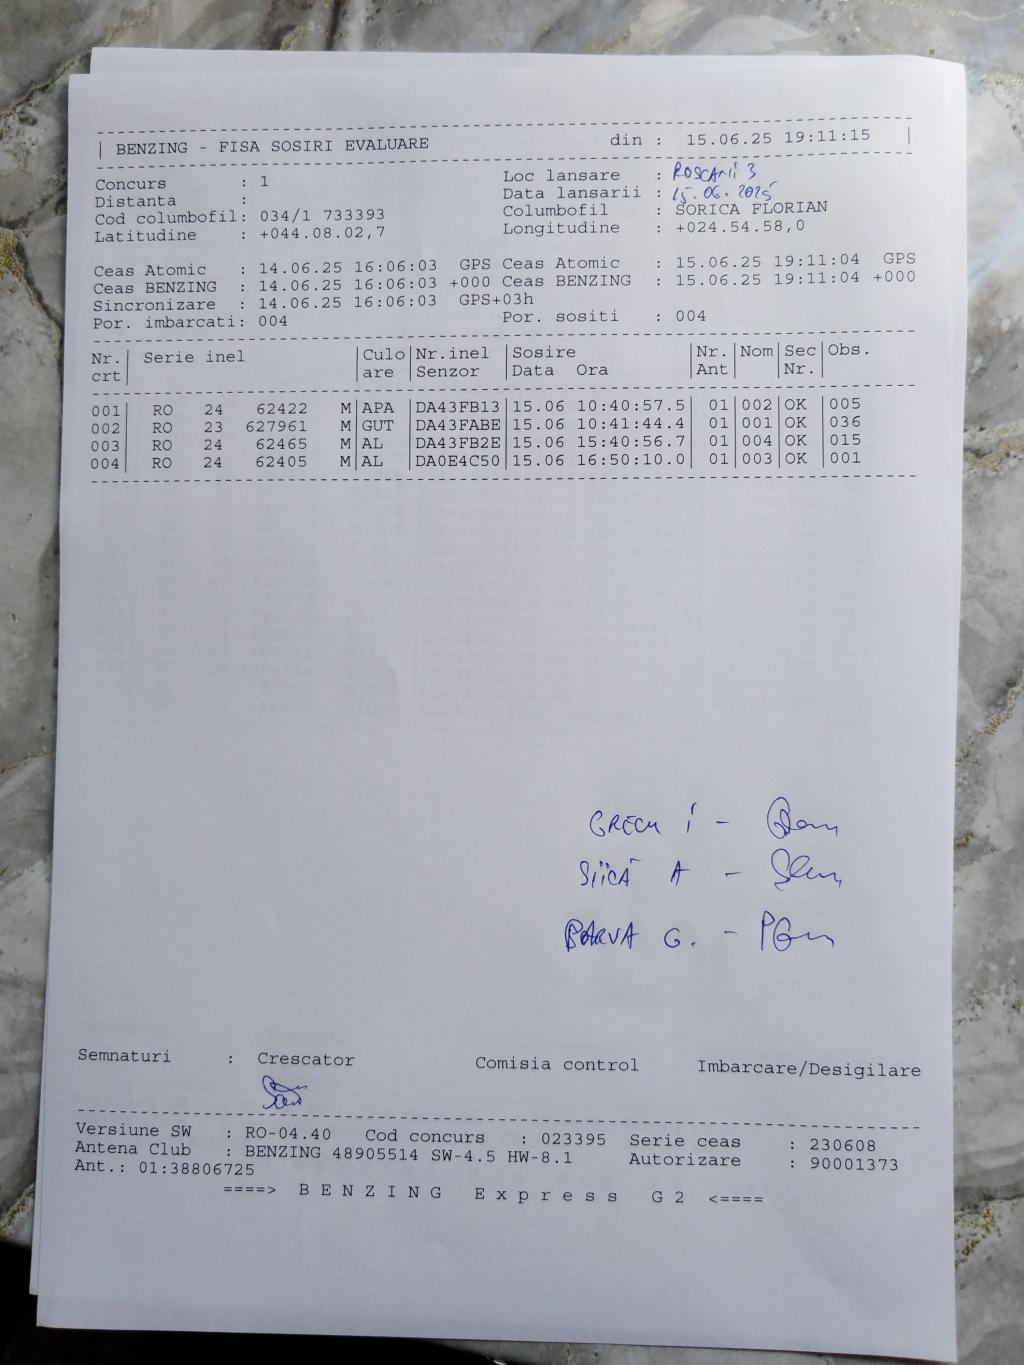 | BENZING - FISA SOSIRI EVALUARE din : 15.06.25 19:11:15 |
Concurs : 1 Loc lansare : ROSCANI 3
Distanta : Data lansarii : 15.06.2025
Cod columbofil: 034/1 733393 Columbofil : SORICA FLORIAN
Latitudine : +044.08.02,7 Longitudine : +024.54.58,0
Ceas Atomic : 14.06.25 16:06:03 GPS Ceas Atomic : 15.06.25 19:11:04 GPS
Ceas BENZING : 14.06.25 16:06:03 +000 Ceas BENZING : 15.06.25 19:11:04 +000
Sincronizare : 14.06.25 16:06:03 GPS+03h
Por. imbarcati: 004 Por. sositi : 004
Nr.| Serie inel |Culo|Nr.inel |Sosire |Nr.|Nom|Sec|Obs.
crt| |are |Senzor |Data Ora |Ant| |Nr.|
001| RO 24 62422 M|APA |DA43FB13|15.06 10:40:57.5| 01|002|OK |005
002| RO 23 627961 M|GUT |DA43FABE|15.06 10:41:44.4| 01|001|OK |036
003| RO 24 62465 M|AL |DA43FB2E|15.06 15:40:56.7| 01|004|OK |015
004| RO 24 62405 M|AL |DA0E4C50|15.06 16:50:10.0| 01|003|OK |001
GRECU I -
A -
BARVA G. -
Semnaturi : Crescator Comisia control Imbarcare/Desigilare
Versiune SW : RO-04.40 Cod concurs : 023395 Serie ceas : 230608
Antena Club : BENZING 48905514 SW-4.5 HW-8.1 Autorizare : 90001373
Ant.: 01:38806725
====> B E N Z I N G E x p r e s s G 2 <====